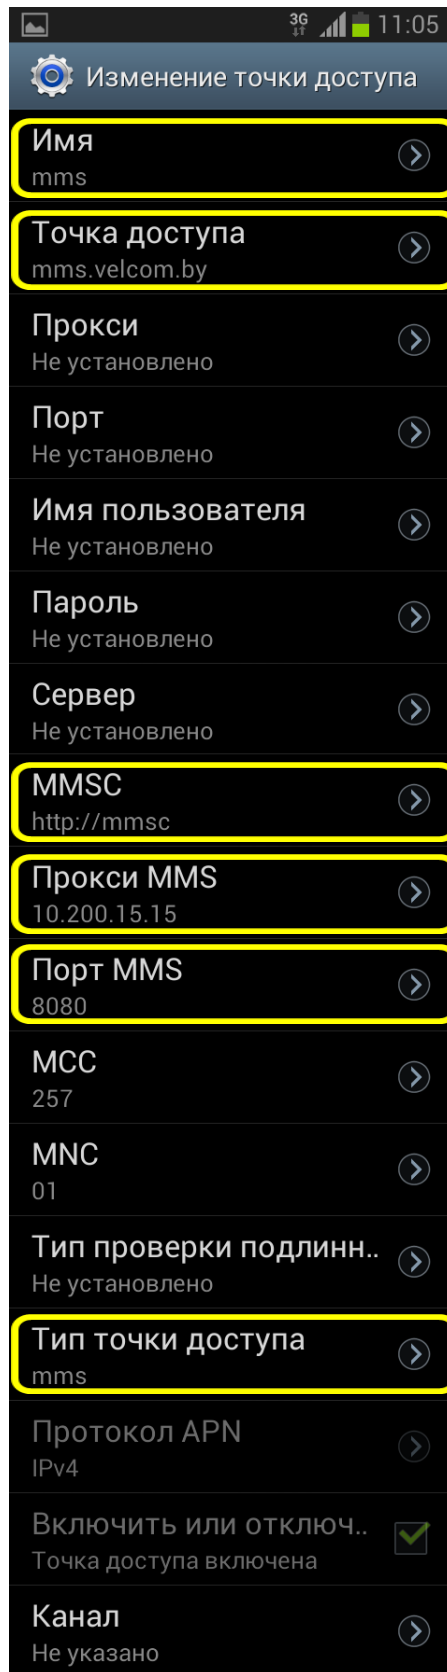 3G 11:05
Изменение точки доступа
Имя
mms
Точка доступа
mms.velcom.by
Прокси
Не установлено
Порт
Не установлено
Имя пользователя
Не установлено
Пароль
Не установлено
Сервер
Не установлено
MMSC
http://mmsc
Прокси MMS
10.200.15.15
Порт MMS
8080
MCC
257
MNC
01
Тип проверки подлинн..
Не установлено
Тип точки доступа
mms
Протокол APN
IPv4
Включить или отключ..
Точка доступа включена
Канал
Не указано